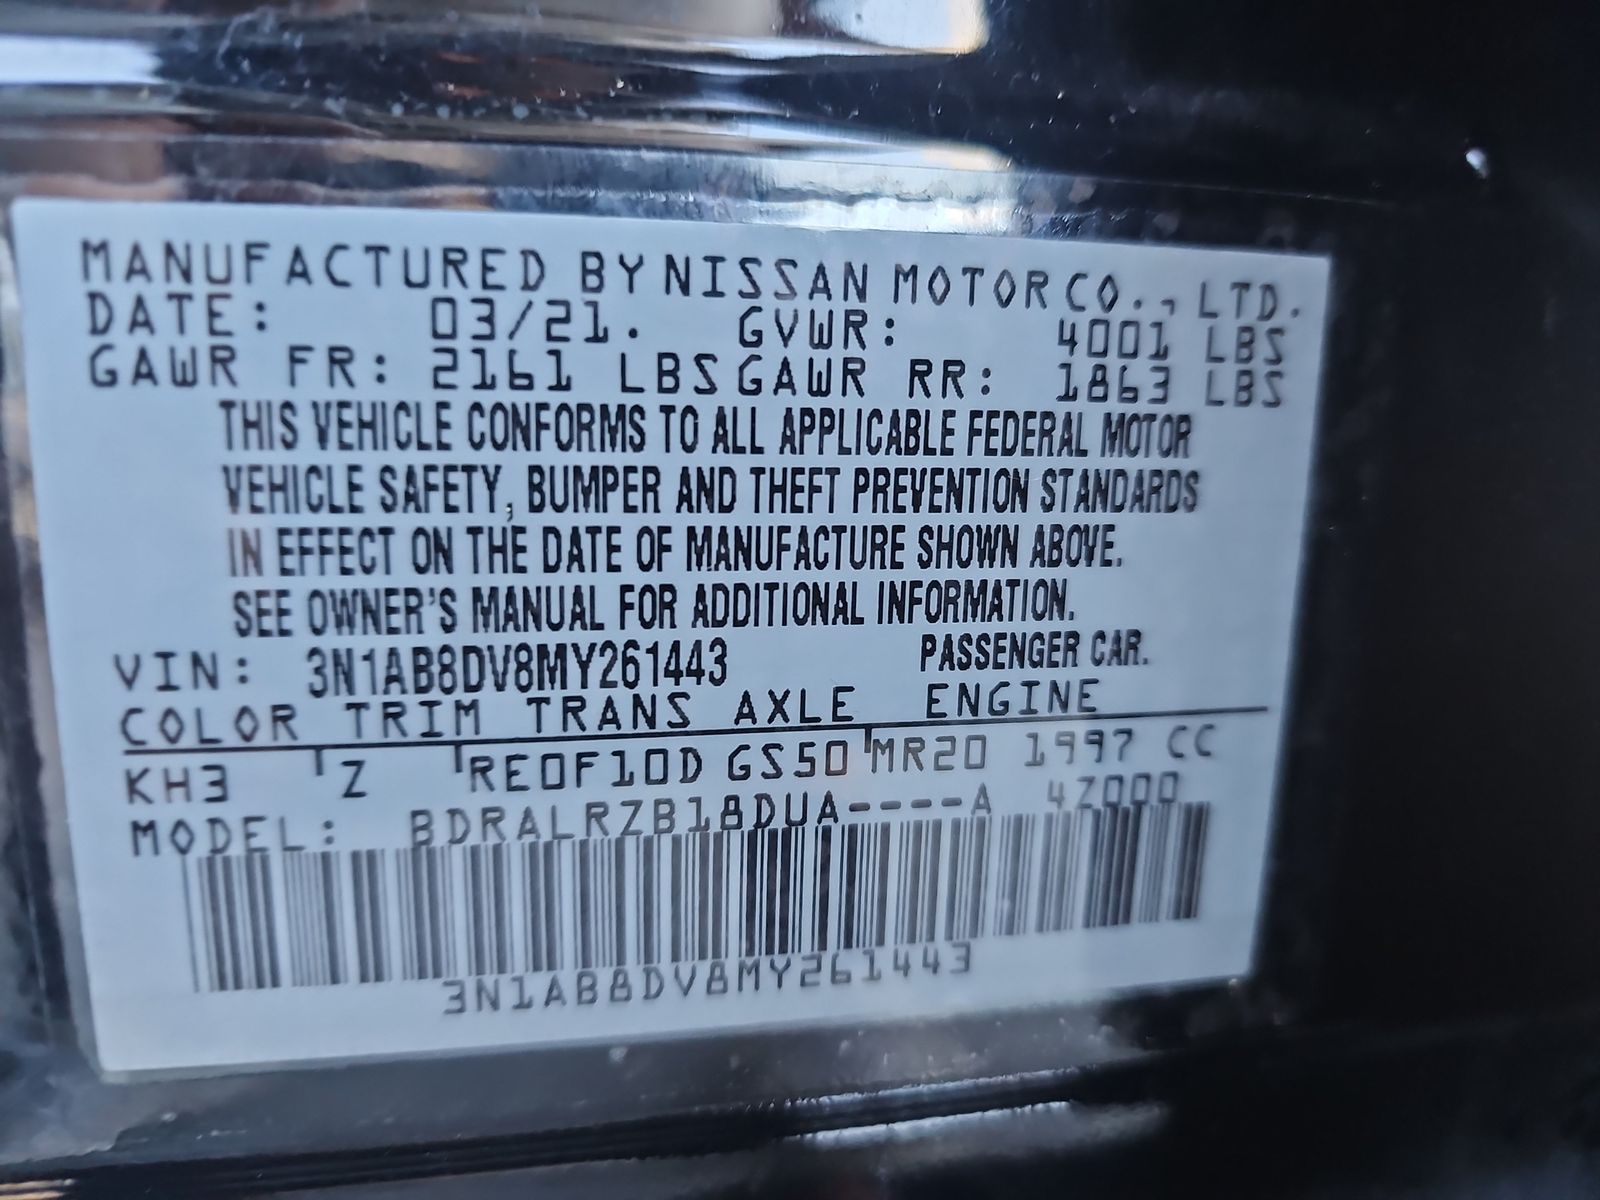 MANUFACTURED BY NISSAN MOTOR CO., LTD.
DATE: 03/21. GVWR: 4001 LBS
GAWR FR: 2161 LBS GAWR RR: 1863 LBS
THIS VEHICLE CONFORMS TO ALL APPLICABLE FEDERAL MOTOR
VEHICLE SAFETY, BUMPER AND THEFT PREVENTION STANDARDS
IN EFFECT ON THE DATE OF MANUFACTURE SHOWN ABOVE.
SEE OWNER'S MANUAL FOR ADDITIONAL INFORMATION.
VIN: 3N1AB8DV8MY261443 PASSENGER CAR.
COLOR TRIM TRANS AXLE ENGINE
KH3 Z RE0F10D GS50 MR20 1997 CC
MODEL: BDRALRZB18DUA----A 4Z000
3N1AB8DV8MY261443